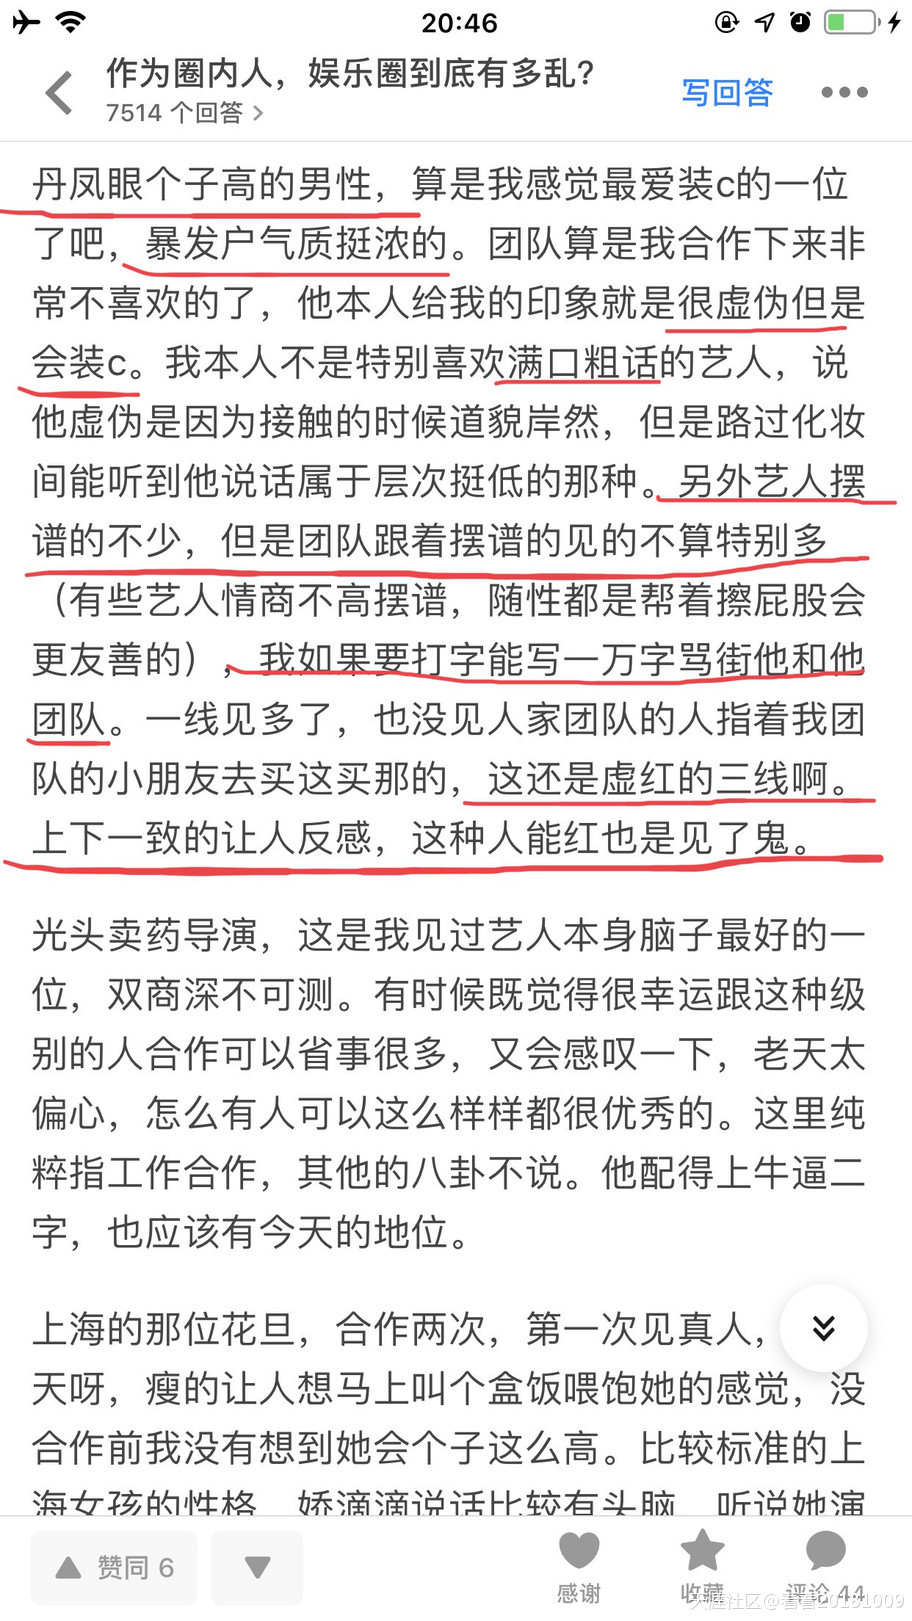 20:46
作为圈内人，娱乐圈到底有多乱?
7514 个回答
写回答
丹凤眼个子高的男性，算是我感觉最爱装c的一位
了吧，暴发户气质挺浓的。团队算是我合作下来非
常不喜欢的了，他本人给我的印象就是很虚伪但是
会装c。我本人不是特别喜欢满口粗话的艺人，说
他虚伪是因为接触的时候道貌岸然，但是路过化妆
间能听到他说话属于层次挺低的那种。另外艺人摆
谱的不少，但是团队跟着摆谱的见的不算特别多
（有些艺人情商不高摆谱，随性都是帮着擦屁股会
更友善的），我如果要打字能写一万字骂街他和他
团队。一线见多了，也没见人家团队的人指着我团
队的小朋友去买这买那的，这还是虚红的三线啊。
上下一致的让人反感，这种人能红也是见了鬼。
光头卖药导演，这是我见过艺人本身脑子最好的一
位，双商深不可测。有时候既觉得很幸运跟这种级
别的人合作可以省事很多，又会感叹一下，老天太
偏心，怎么有人可以这么样样都很优秀的。这里纯
粹指工作合作，其他的八卦不说。他配得上牛逼二
字，也应该有今天的地位。
上海的那位花旦，合作两次，第一次见真人，
天呀，瘦的让人想马上叫个盒饭喂饱她的感觉，没
合作前我没有想到她会个子这么高。比较标准的上
海女孩的性格，娇滴滴说话比较有头脑，听说她演
赞同 6
感谢
收藏
评论 44
天涯社区@看看20181009